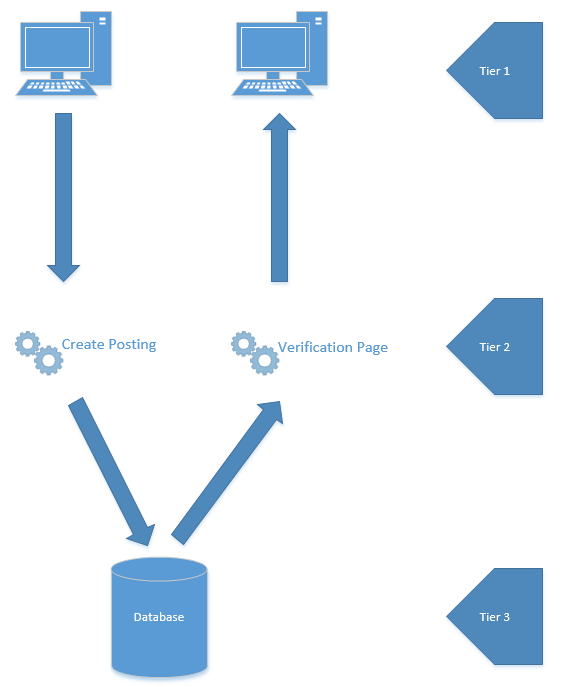 Tier 1
Create Posting
Verification Page
Tier 2
Database
Tier 3